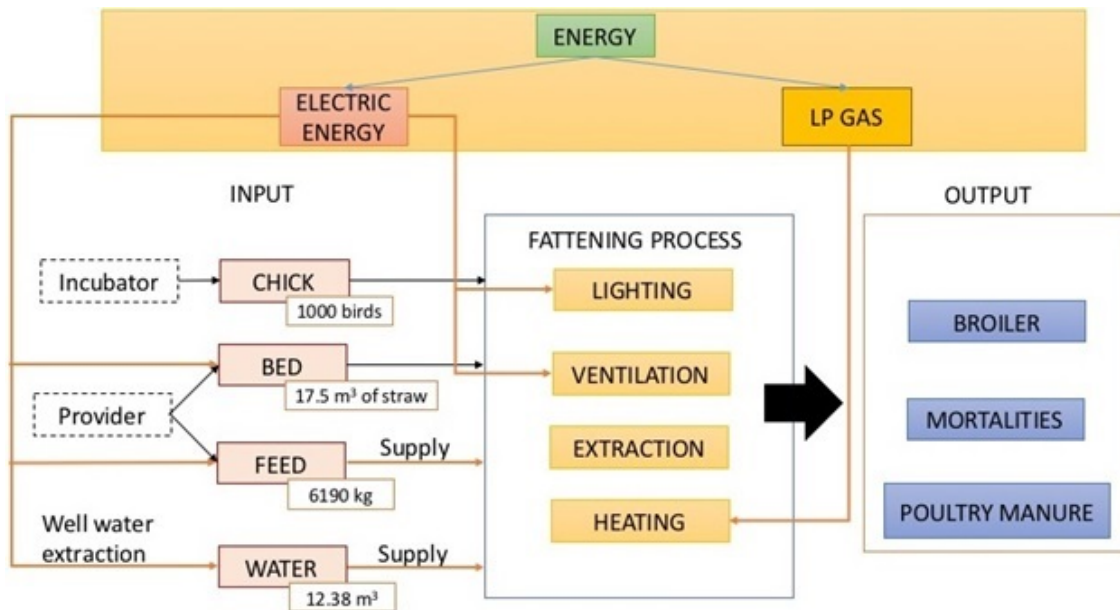 ENERGY
ELECTRIC
ENERGY
LP GAS
INPUT
OUTPUT
FATTENING PROCESS
Incubator
CHICK
1000 birds
LIGHTING
BED
17.5 m³ of straw
VENTILATION
BROILER
Provider
FEED
Supply
6190 kg
EXTRACTION
MORTALITIES
Well water
extraction
WATER
Supply
12.38 m³
HEATING
POULTRY MANURE